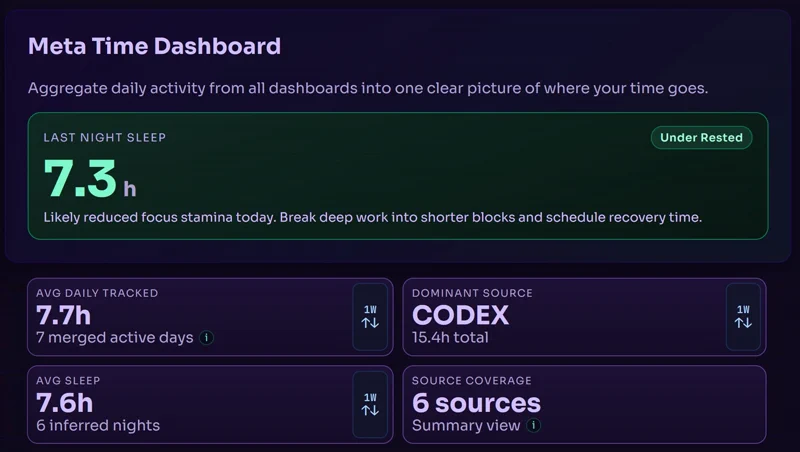 Meta Time Dashboard
Aggregate daily activity from all dashboards into one clear picture of where your time goes.
LAST NIGHT SLEEP
Under Rested
7.3 h
Likely reduced focus stamina today. Break deep work into shorter blocks and schedule recovery time.
AVG DAILY TRACKED
7.7h
7 merged active days i
1W
↑↓
DOMINANT SOURCE
CODEX
15.4h total
1W
↑↓
AVG SLEEP
7.6h
6 inferred nights
1W
↑↓
SOURCE COVERAGE
6 sources
Summary view i